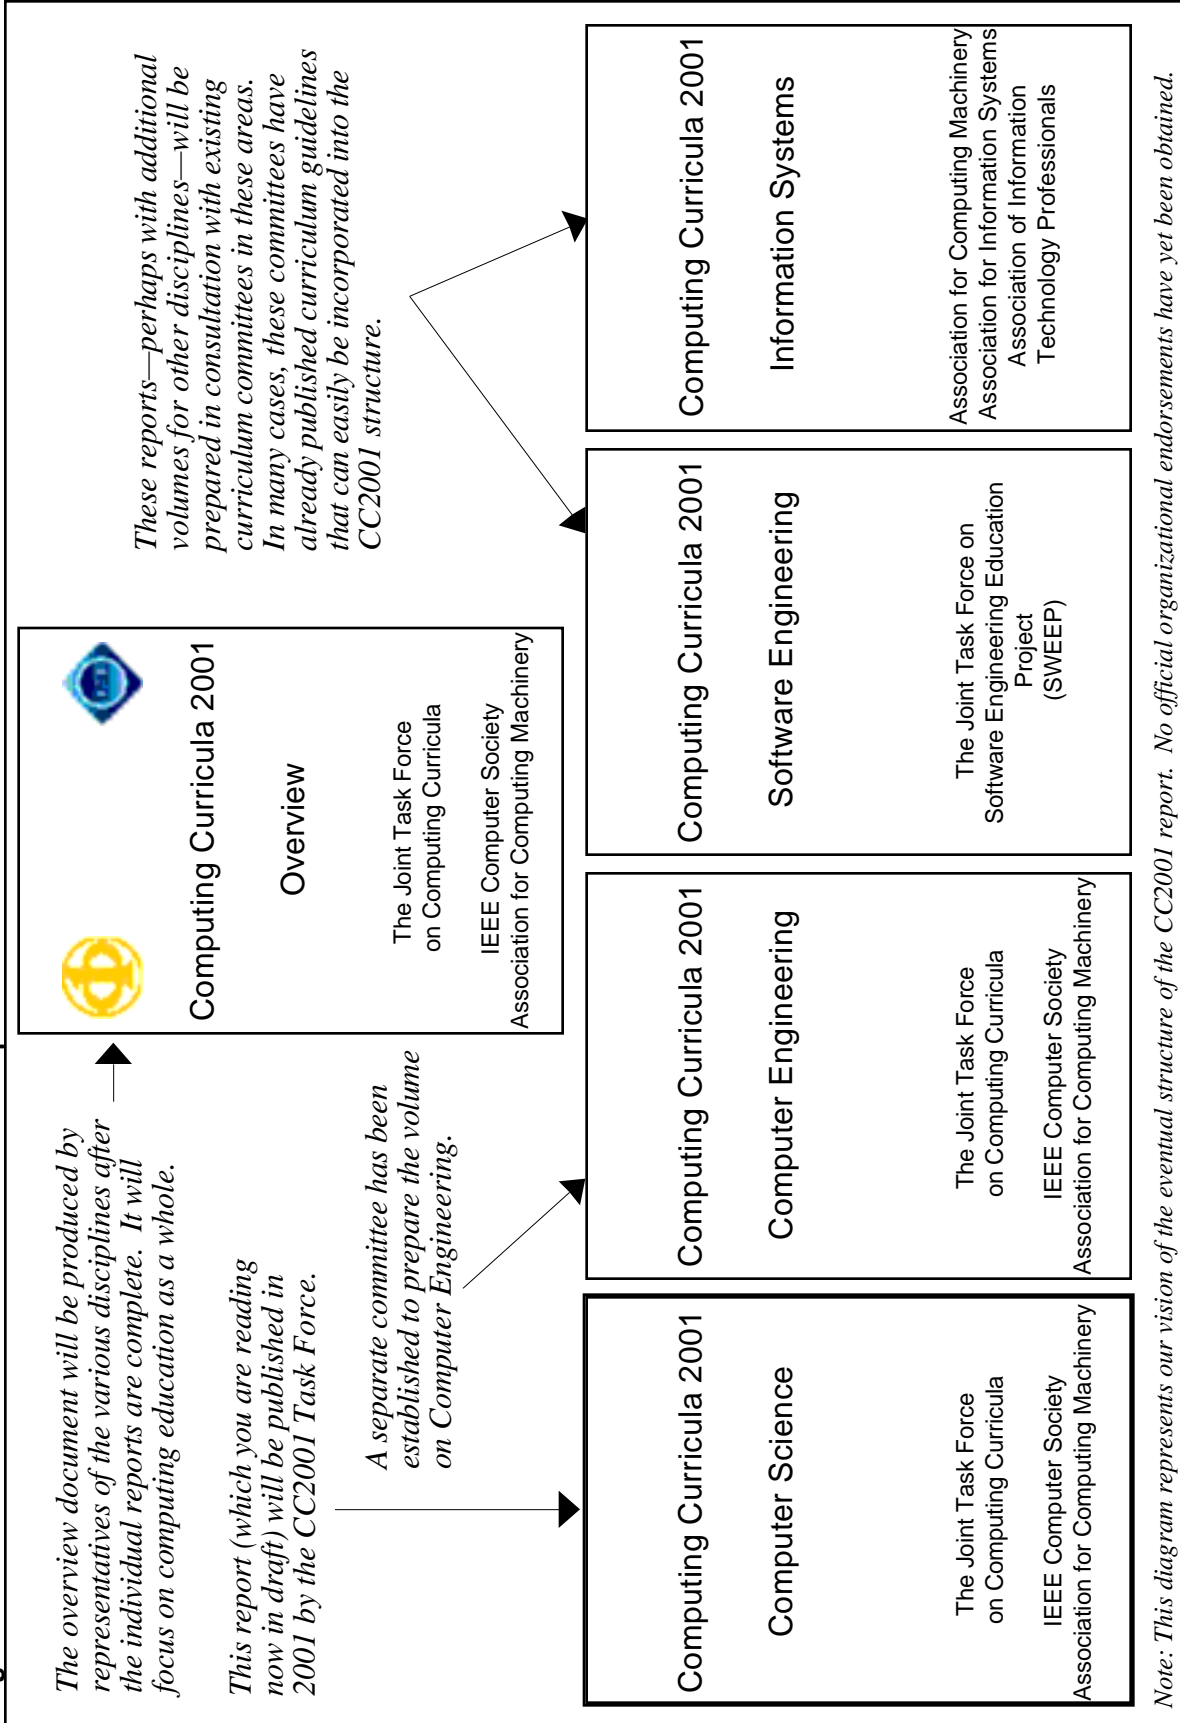 The overview document will be produced by
representatives of the various disciplines after
the individual reports are complete.  It will
focus on computing education as a whole.
This report (which you are reading
now in draft) will be published in
2001 by the CC2001 Task Force.
A separate committee has been
established to prepare the volume
on Computer Engineering.
Computing Curricula 2001
Overview
The Joint Task Force
on Computing Curricula
IEEE Computer Society
Association for Computing Machinery
These reports—perhaps with additional
volumes for other disciplines—will be
prepared in consultation with existing
curriculum committees in these areas.
In many cases, these committees have
already published curriculum guidelines
that can easily be incorporated into the
CC2001 structure.
Computing Curricula 2001
Computer Science
The Joint Task Force
on Computing Curricula
IEEE Computer Society
Association for Computing Machinery
Computing Curricula 2001
Computer Engineering
The Joint Task Force
on Computing Curricula
IEEE Computer Society
Association for Computing Machinery
Computing Curricula 2001
Software Engineering
The Joint Task Force on
Software Engineering Education
Project
(SWEEP)
Computing Curricula 2001
Information Systems
Association for Computing Machinery
Association for Information Systems
Association of Information
Technology Professionals
Note: This diagram represents our vision of the eventual structure of the CC2001 report.  No official organizational endorsements have yet been obtained.